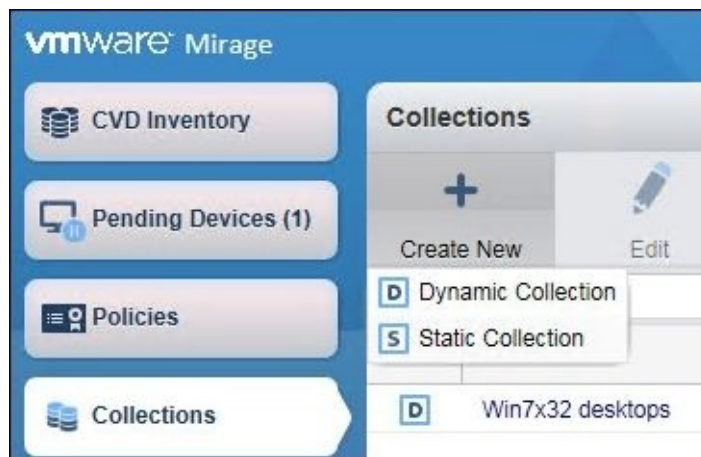 vmware Mirage
CVD Inventory
Pending Devices (1)
Policies
Collections
Collections
Create New
Edit
D Dynamic Collection
S Static Collection
D Win7x32 desktops